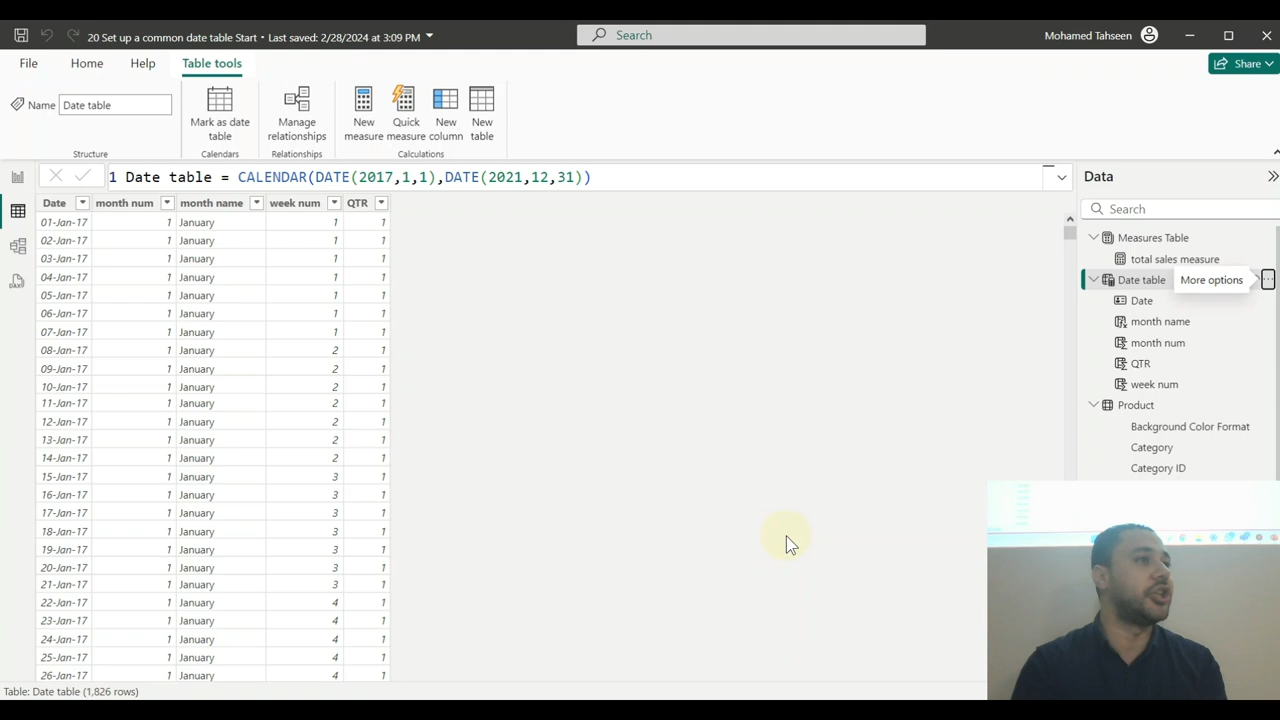 20 Set up a common date table Start • Last saved: 2/28/2024 at 3:09 PM
Search
Mohamed Tahseen
File
Home
Help
Table tools
Share
Name
Date table
Mark as date
table
Manage
relationships
New
measure
Quick
measure
New
column
New
table
Structure
Calendars
Relationships
Calculations
1 Date table = CALENDAR(DATE(2017,1,1),DATE(2021,12,31))
Date month num month name week num QTR
01-Jan-17 1 January 1 1
02-Jan-17 1 January 1 1
03-Jan-17 1 January 1 1
04-Jan-17 1 January 1 1
05-Jan-17 1 January 1 1
06-Jan-17 1 January 1 1
07-Jan-17 1 January 1 1
08-Jan-17 1 January 2 1
09-Jan-17 1 January 2 1
10-Jan-17 1 January 2 1
11-Jan-17 1 January 2 1
12-Jan-17 1 January 2 1
13-Jan-17 1 January 2 1
14-Jan-17 1 January 2 1
15-Jan-17 1 January 3 1
16-Jan-17 1 January 3 1
17-Jan-17 1 January 3 1
18-Jan-17 1 January 3 1
19-Jan-17 1 January 3 1
20-Jan-17 1 January 3 1
21-Jan-17 1 January 3 1
22-Jan-17 1 January 4 1
23-Jan-17 1 January 4 1
24-Jan-17 1 January 4 1
25-Jan-17 1 January 4 1
26-Jan-17 1 January 4 1
Table: Date table (1,826 rows)
Data
Search
Measures Table
total sales measure
Date table
More options
Date
month name
month num
QTR
week num
Product
Background Color Format
Category
Category ID